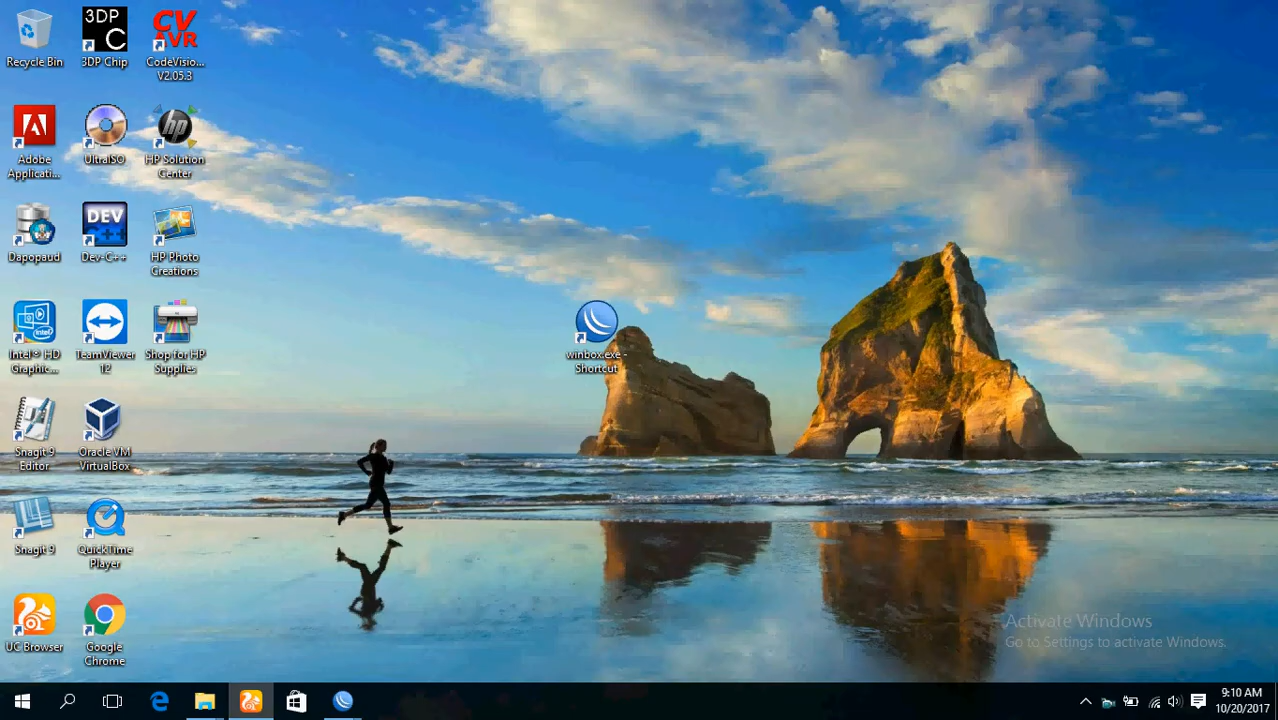 Recycle Bin
3DP
C
3DP Chip
CV
AVR
CodeVisio...
V2.05.3
Adobe
Applicati...
UltraISO
hp
HP Solution
Center
Dapopaud
DEV
C++
Dev-C++
HP Photo
Creations
intel
Intel® HD
Graphic...
TeamViewer
12
Shop for HP
Supplies
winbox.exe -
Shortcut
Snagit 9
Editor
Oracle VM
VirtualBox
Snagit 9
QuickTime
Player
UC Browser
Google
Chrome
Activate Windows
Go to Settings to activate Windows.
9:10 AM
10/20/2017